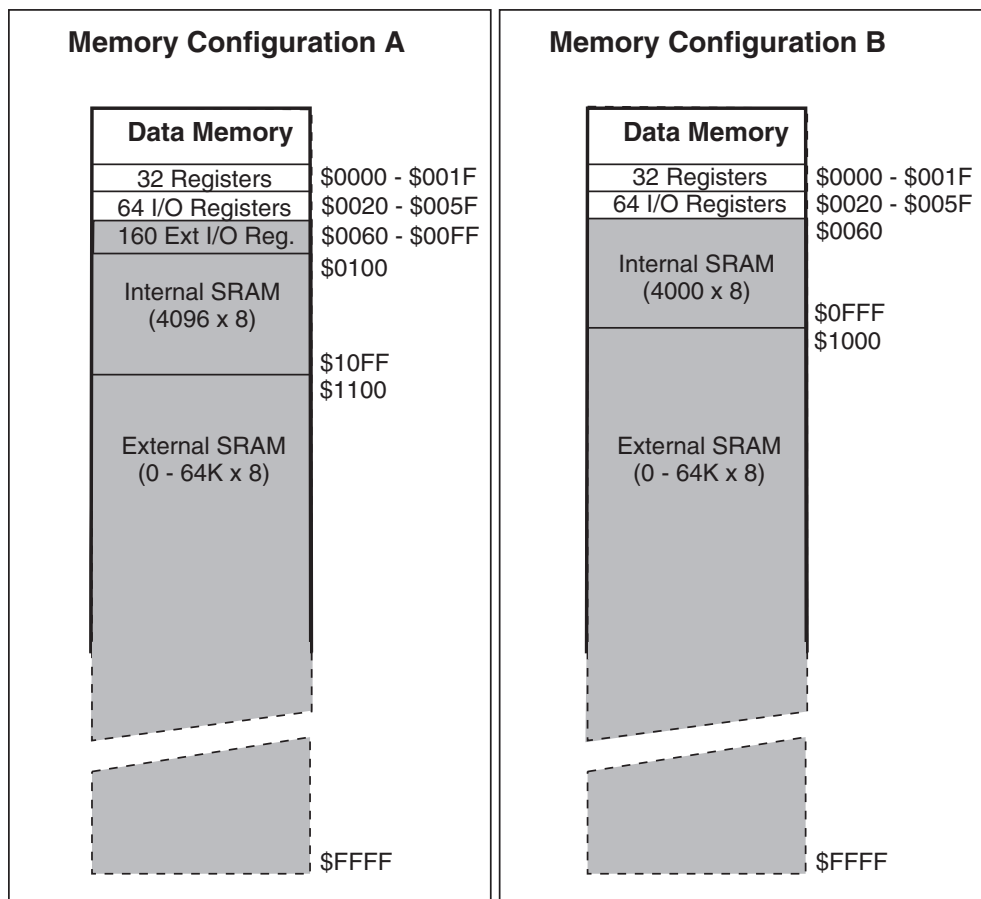 Memory Configuration A
Data Memory
32 Registers
$0000 - $001F
64 I/O Registers
$0020 - $005F
160 Ext I/O Reg.
$0060 - $00FF
$0100
Internal SRAM
(4096 x 8)
$10FF
$1100
External SRAM
(0 - 64K x 8)
$FFFF
Memory Configuration B
Data Memory
32 Registers
$0000 - $001F
64 I/O Registers
$0020 - $005F
$0060
Internal SRAM
(4000 x 8)
$0FFF
$1000
External SRAM
(0 - 64K x 8)
$FFFF